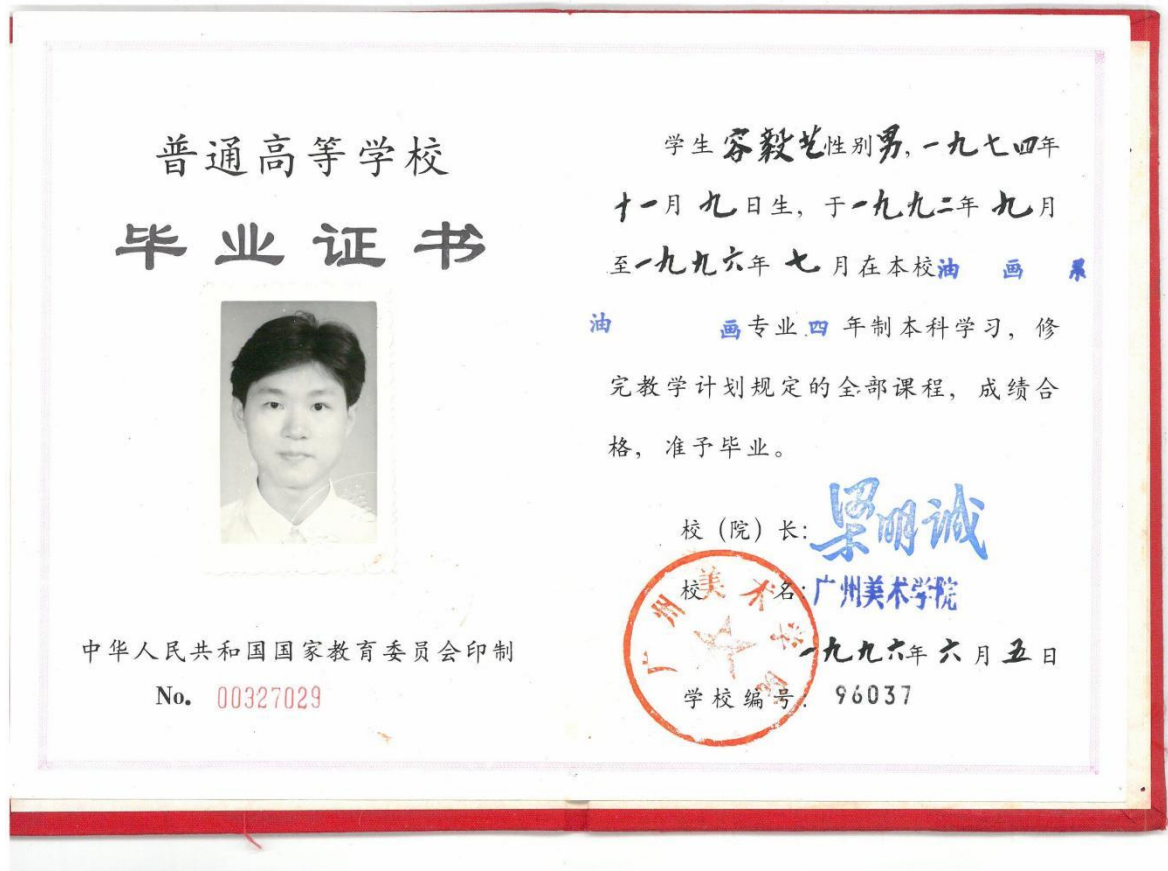 普通高等学校
毕业证书
中华人民共和国国家教育委员会印制
No. 00327029
学生容毅艺性别男,一九七四年
十一月九日生,于一九九二年九月
至一九九六年七月在本校油画系
油画专业四年制本科学习,修
完教学计划规定的全部课程,成绩合
格,准予毕业。
校(院)长:梁明诚
校名:广州美术学院
一九九六年六月五日
学校编号:96037
广州美术学院